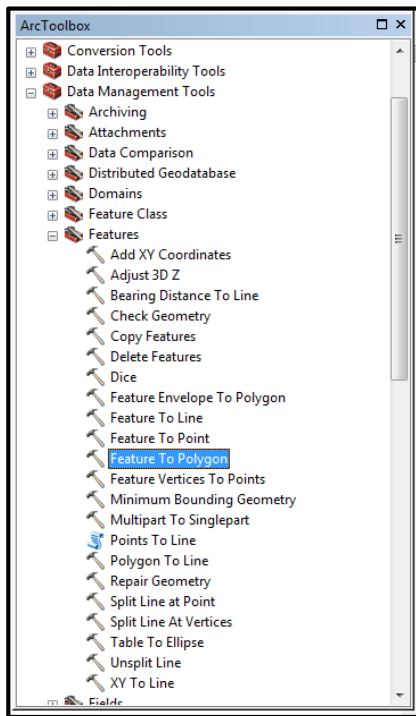 ArcToolbox
Conversion Tools
Data Interoperability Tools
Data Management Tools
Archiving
Attachments
Data Comparison
Distributed Geodatabase
Domains
Feature Class
Features
Add XY Coordinates
Adjust 3D Z
Bearing Distance To Line
Check Geometry
Copy Features
Delete Features
Dice
Feature Envelope To Polygon
Feature To Line
Feature To Point
Feature To Polygon
Feature Vertices To Points
Minimum Bounding Geometry
Multipart To Singlepart
Points To Line
Polygon To Line
Repair Geometry
Split Line at Point
Split Line At Vertices
Table To Ellipse
Unsplit Line
XY To Line
Fields